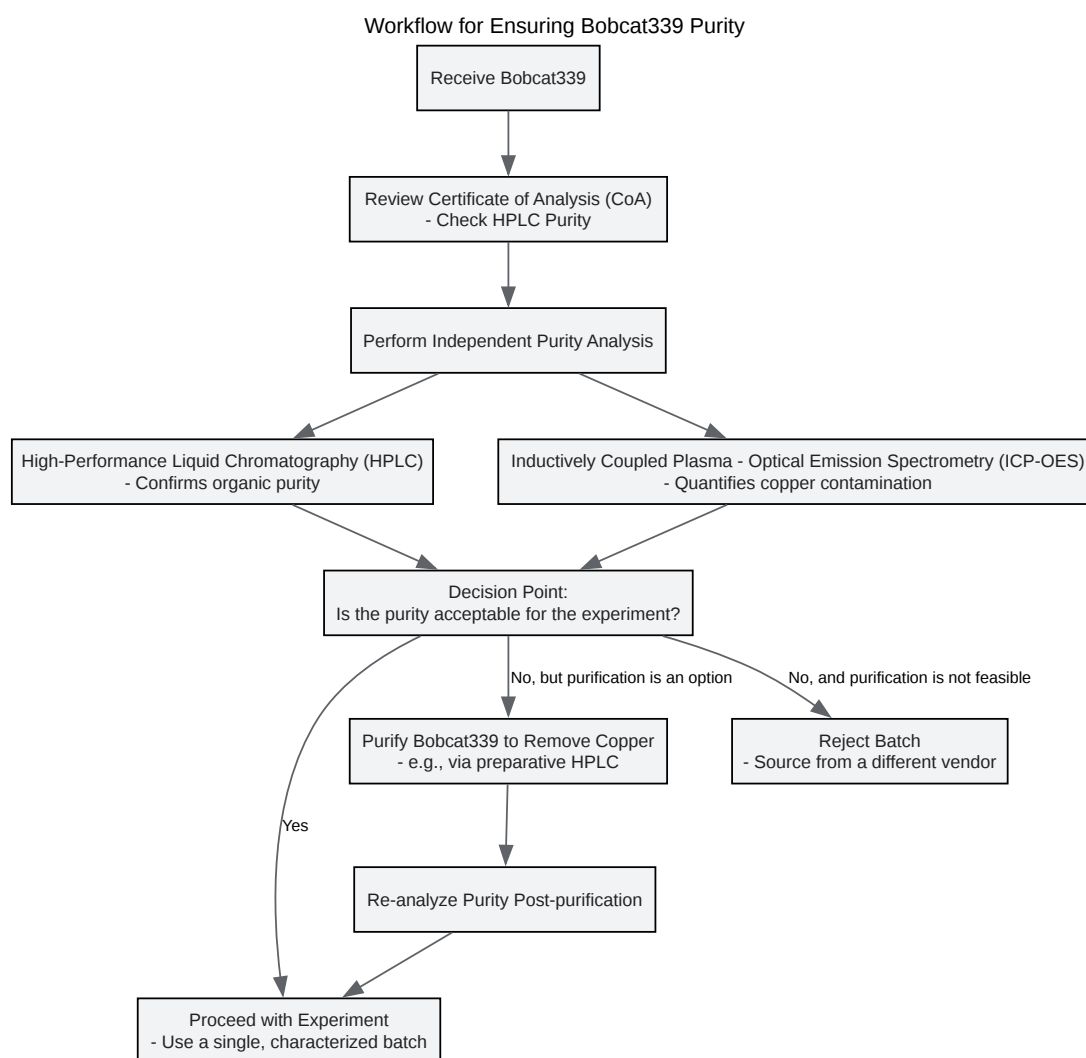 Workflow for Ensuring Bobcat339 Purity
Receive Bobcat339
Review Certificate of Analysis (CoA)
- Check HPLC Purity
Perform Independent Purity Analysis
High-Performance Liquid Chromatography (HPLC)
- Confirms organic purity
Inductively Coupled Plasma - Optical Emission Spectrometry (ICP-OES)
- Quantifies copper contamination
Decision Point:
Is the purity acceptable for the experiment?
No, but purification is an option
No, and purification is not feasible
Purify Bobcat339 to Remove Copper
- e.g., via preparative HPLC
Reject Batch
- Source from a different vendor
Yes
Re-analyze Purity Post-purification
Proceed with Experiment
- Use a single, characterized batch